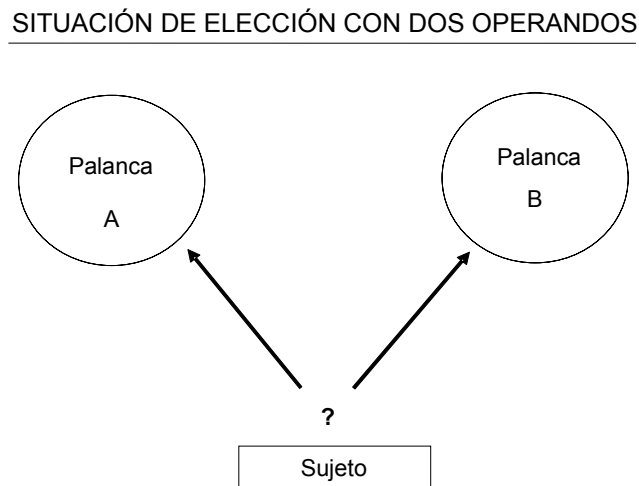 SITUACIÓN DE ELECCIÓN CON DOS OPERANDOS
Palanca
A
Palanca
B
?
Sujeto